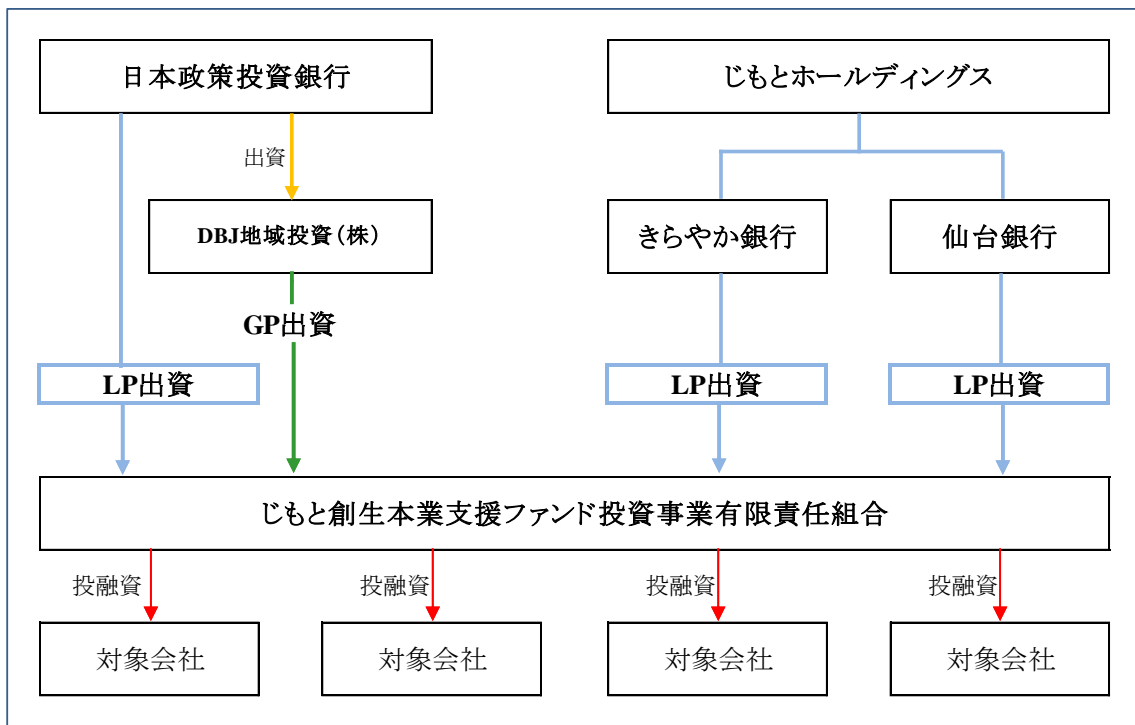 日本政策投資銀行
じもとホールディングス
出資
DBJ地域投資(株)
きらやか銀行
仙台銀行
GP出資
LP出資
LP出資
LP出資
じもと創生本業支援ファンド投資事業有限責任組合
投融資
投融資
投融資
投融資
対象会社
対象会社
対象会社
対象会社